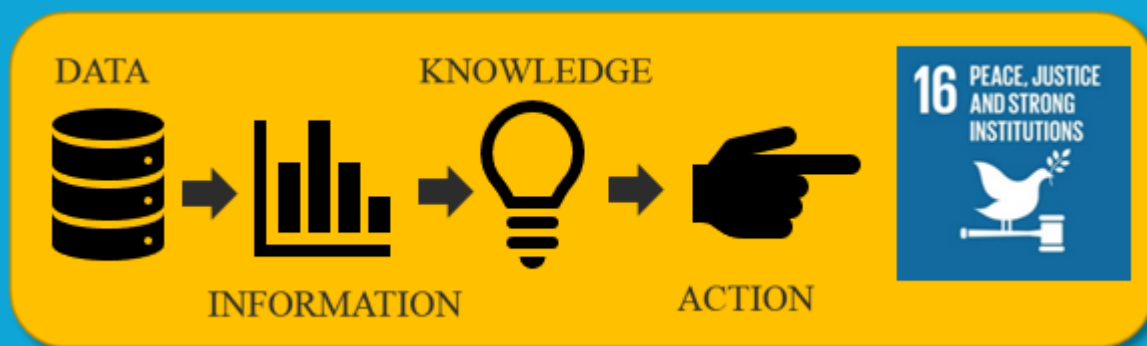 DATA
INFORMATION
KNOWLEDGE
ACTION
16 PEACE, JUSTICE
AND STRONG
INSTITUTIONS